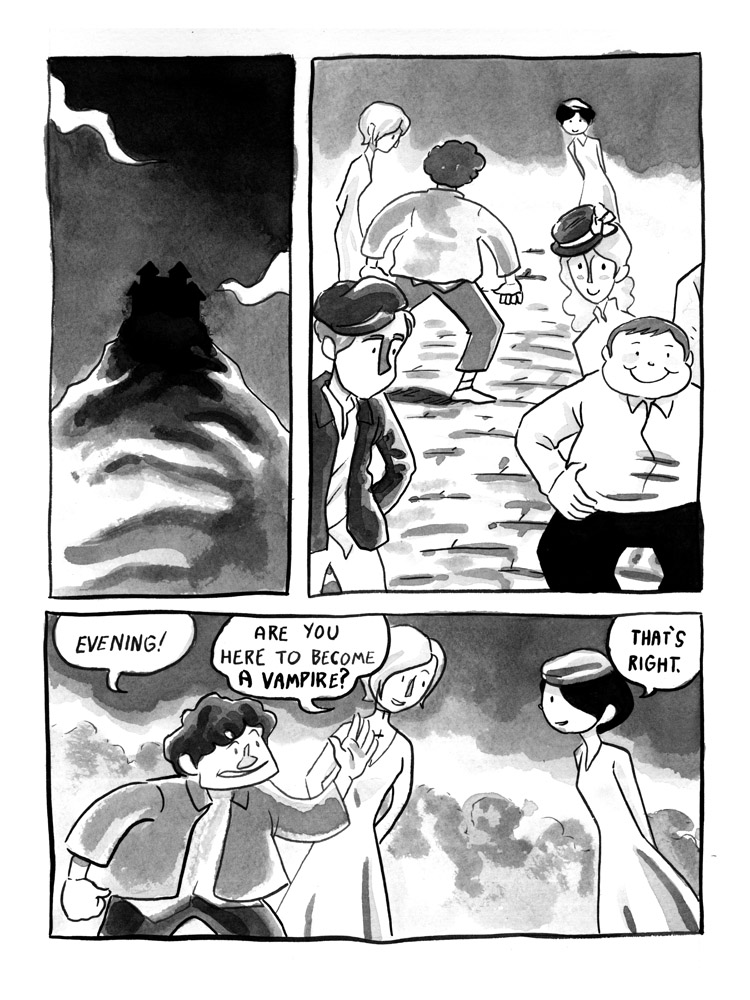 EVENING!
ARE YOU
HERE TO BECOME
A VAMPIRE?
THAT'S
RIGHT.